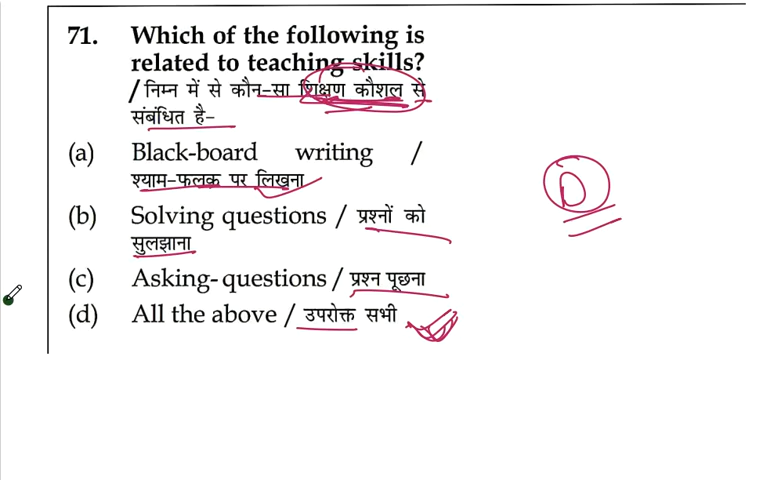 71. Which of the following is
related to teaching skills?
/ निम्न में से कौन-सा शिक्षण कौशल से
संबंधित है-
(a) Black-board writing /
श्याम-फलक पर लिखना
(b) Solving questions / प्रश्नों को
सुलझाना
(c) Asking-questions / प्रश्न पूछना
(d) All the above / उपरोक्त सभी
D